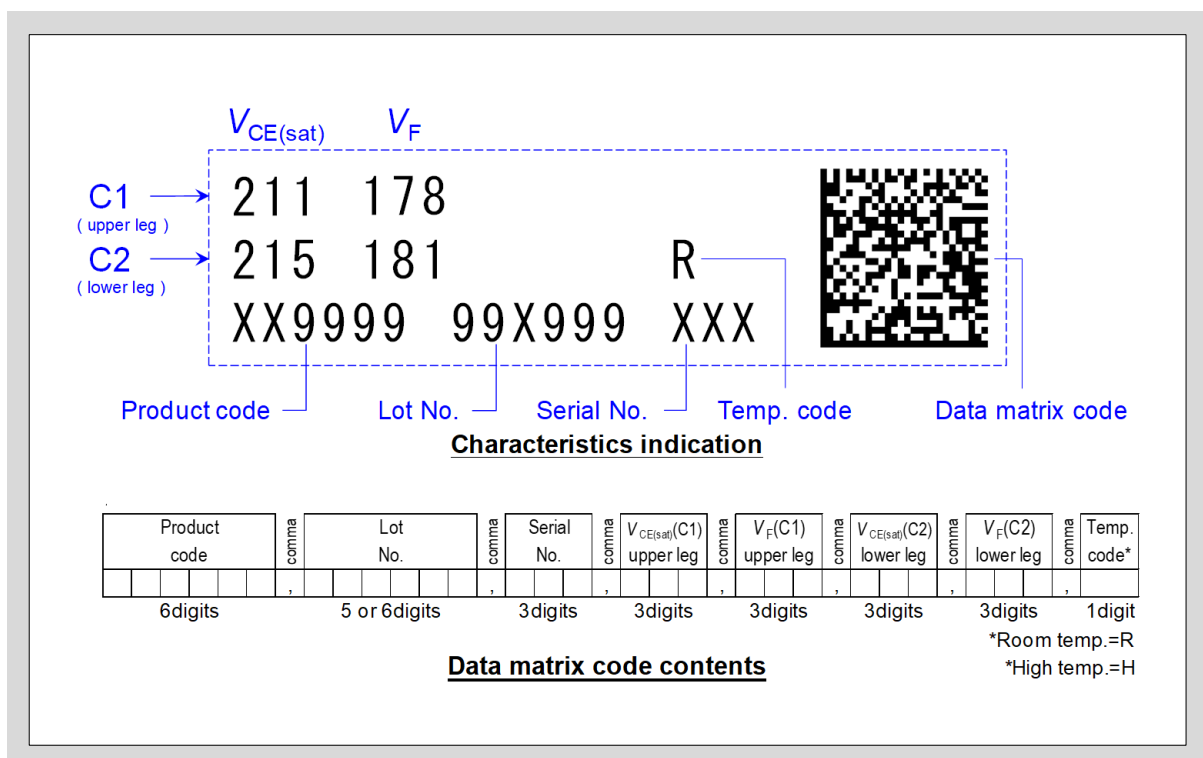 VCE(sat) VF
C1 211 178
( upper leg )
C2 215 181 R
( lower leg )
XX9999 99X999 XXX
Product code Lot No. Serial No. Temp. code Data matrix code
Characteristics indication
Product code comma Lot No. comma Serial No. comma VCE(sat)(C1) upper leg comma VF(C1) upper leg comma VCE(sat)(C2) lower leg comma VF(C2) lower leg comma Temp. code*
, , , , , , ,
6digits 5 or 6digits 3digits 3digits 3digits 3digits 3digits 1digit
*Room temp.=R
Data matrix code contents
*High temp.=H